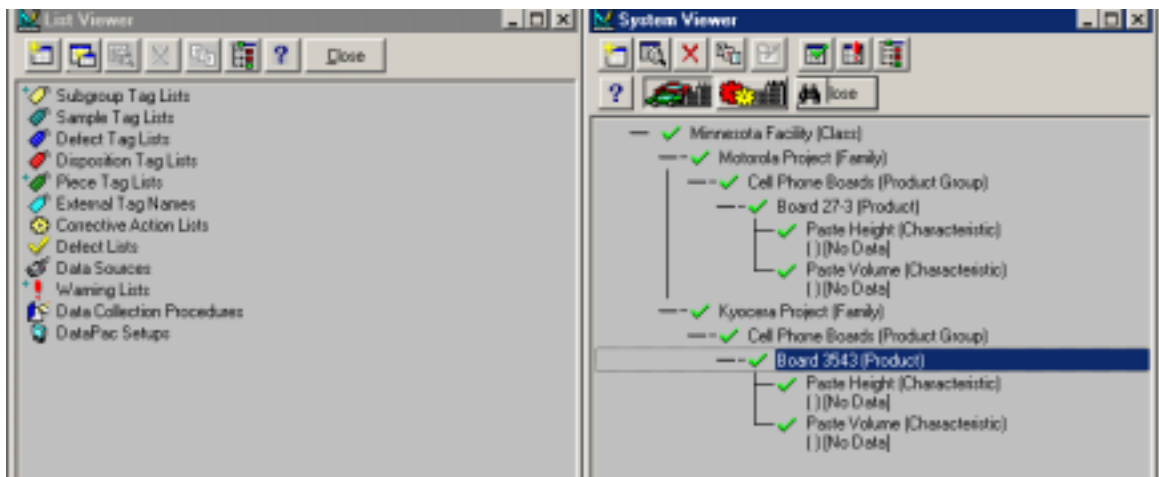 List Viewer
? Close
Subgroup Tag Lists
Sample Tag Lists
Defect Tag Lists
Disposition Tag Lists
Piece Tag Lists
External Tag Names
Corrective Action Lists
Defect Lists
Data Sources
Warning Lists
Data Collection Procedures
DataPac Setups
System Viewer
? lose
Minnesota Facility (Class)
Motorola Project (Family)
Cell Phone Boards (Product Group)
Board 27-3 (Product)
Paste Height (Characteristic)
( ) [No Data]
Paste Volume (Characteristic)
( ) [No Data]
Kyocera Project (Family)
Cell Phone Boards (Product Group)
Board 3543 (Product)
Paste Height (Characteristic)
( ) [No Data]
Paste Volume (Characteristic)
( ) [No Data]